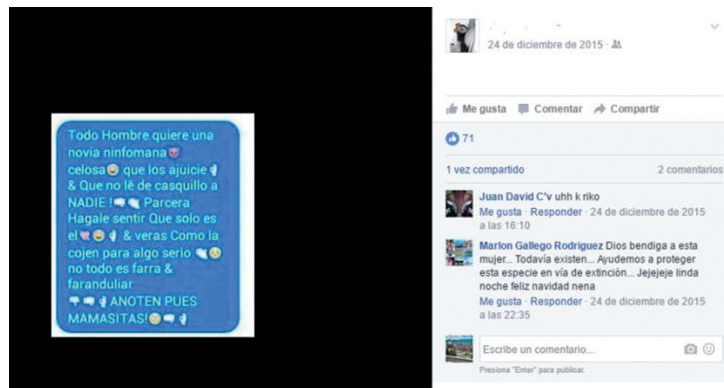 Todo Hombre quiere una
novia ninfomana
celosa que los ajuicie
& Que no lê de casquillo a
NADIE ! Parcera
Hagale sentir Que solo es
el & veras Como la
cojen para algo serio
no todo es farra &
faranduliar
ANOTEN PUES
MAMASITAS!
24 de diciembre de 2015
Me gusta Comentar Compartir
71
1 vez compartido 2 comentarios
Juan David C'v uhh k riko
Me gusta · Responder · 24 de diciembre de 2015
a las 16:10
Marlon Gallego Rodriguez Dios bendiga a esta
mujer... Todavía existen... Ayudemos a proteger
esta especie en vía de extinción... Jejejeje linda
noche feliz navidad nena
Me gusta · Responder · 24 de diciembre de 2015
a las 22:35
Escribe un comentario...
Presiona "Enter" para publicar.